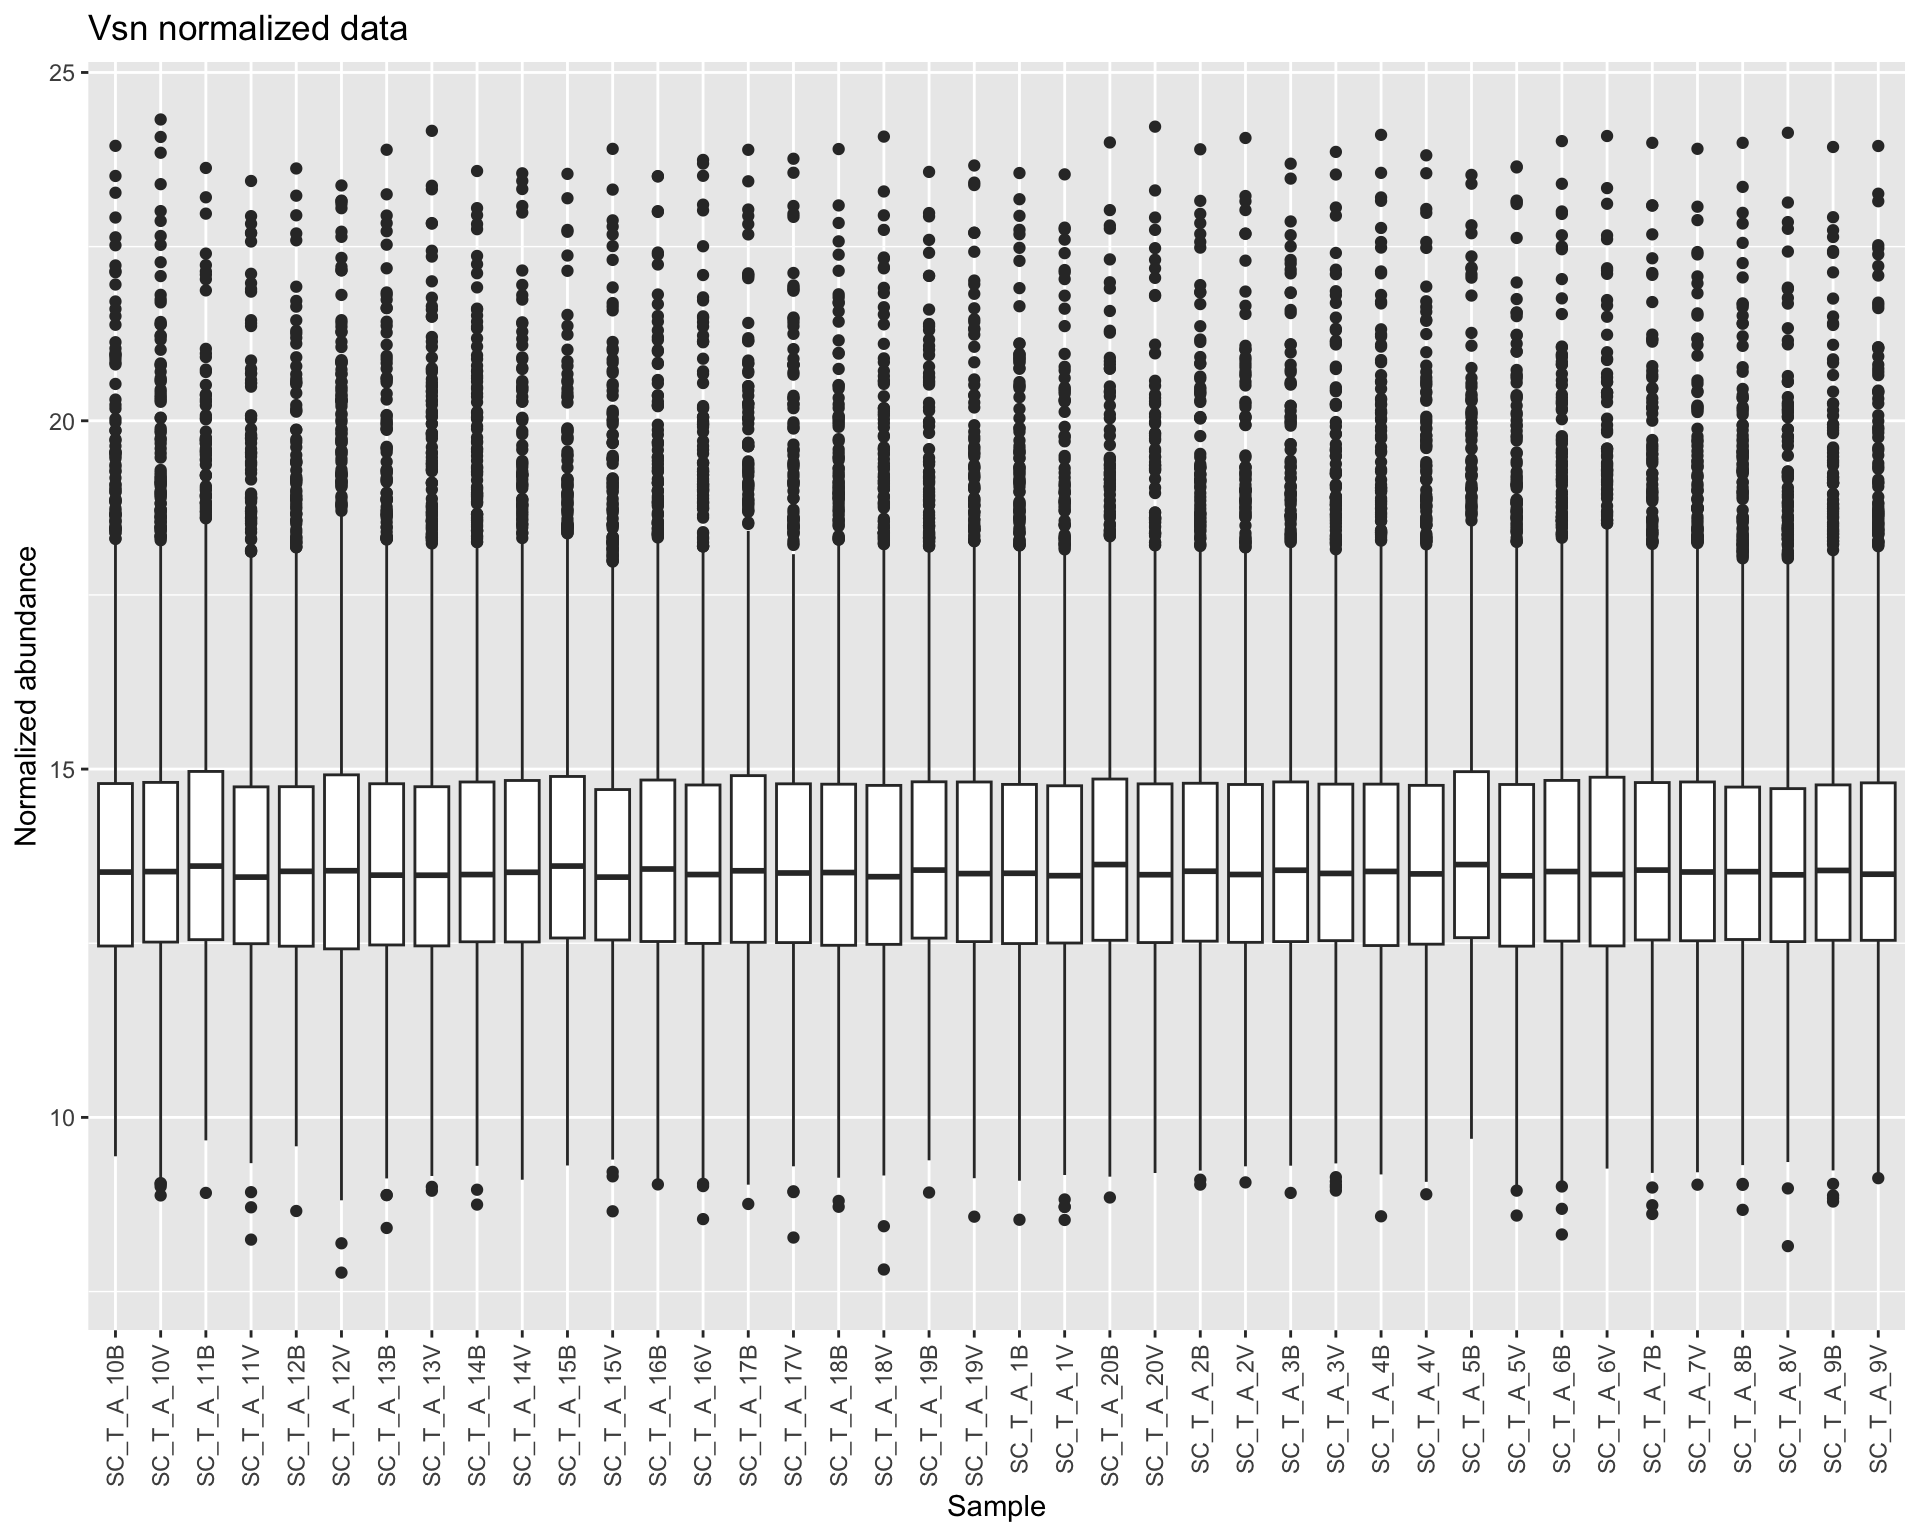 Vsn normalized data
25
20
15
10
Normalized abundance
SC_T_A_10B
SC_T_A_10V
SC_T_A_11B
SC_T_A_11V
SC_T_A_12B
SC_T_A_12V
SC_T_A_13B
SC_T_A_13V
SC_T_A_14B
SC_T_A_14V
SC_T_A_15B
SC_T_A_15V
SC_T_A_16B
SC_T_A_16V
SC_T_A_17B
SC_T_A_17V
SC_T_A_18B
SC_T_A_18V
SC_T_A_19B
SC_T_A_19V
SC_T_A_1B
SC_T_A_1V
SC_T_A_20B
SC_T_A_20V
SC_T_A_2B
SC_T_A_2V
SC_T_A_3B
SC_T_A_3V
SC_T_A_4B
SC_T_A_4V
SC_T_A_5B
SC_T_A_5V
SC_T_A_6B
SC_T_A_6V
SC_T_A_7B
SC_T_A_7V
SC_T_A_8B
SC_T_A_8V
SC_T_A_9B
SC_T_A_9V
Sample